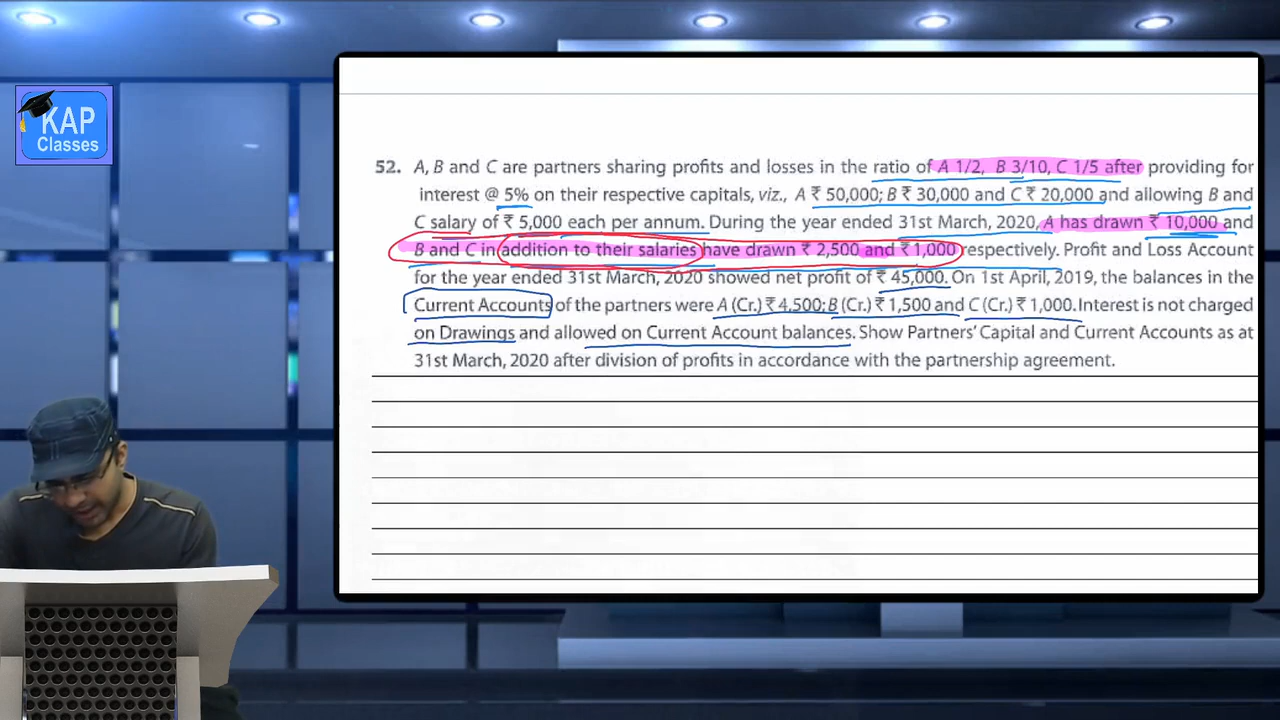 KAP
Classes
52. A, B and C are partners sharing profits and losses in the ratio of A 1/2, B 3/10, C 1/5 after providing for
interest @ 5% on their respective capitals, viz., A ₹ 50,000; B ₹ 30,000 and C ₹ 20,000 and allowing B and
C salary of ₹ 5,000 each per annum. During the year ended 31st March, 2020, A has drawn ₹ 10,000 and
B and C in addition to their salaries have drawn ₹ 2,500 and ₹ 1,000 respectively. Profit and Loss Account
for the year ended 31st March, 2020 showed net profit of ₹ 45,000. On 1st April, 2019, the balances in the
Current Accounts of the partners were A (Cr.) ₹ 4,500; B (Cr.) ₹ 1,500 and C (Cr.) ₹ 1,000. Interest is not charged
on Drawings and allowed on Current Account balances. Show Partners' Capital and Current Accounts as at
31st March, 2020 after division of profits in accordance with the partnership agreement.